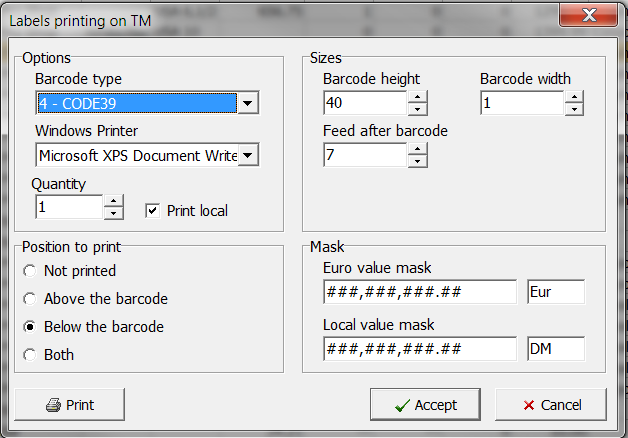 Labels printing on TM
Options
Barcode type
4 - CODE39
Windows Printer
Microsoft XPS Document Write
Quantity
1
Print local
Sizes
Barcode height
Barcode width
40
1
Feed after barcode
7
Position to print
Not printed
Above the barcode
Below the barcode
Both
Mask
Euro value mask
###,###,###.## Eur
Local value mask
###,###,###.## DM
Print
Accept
Cancel